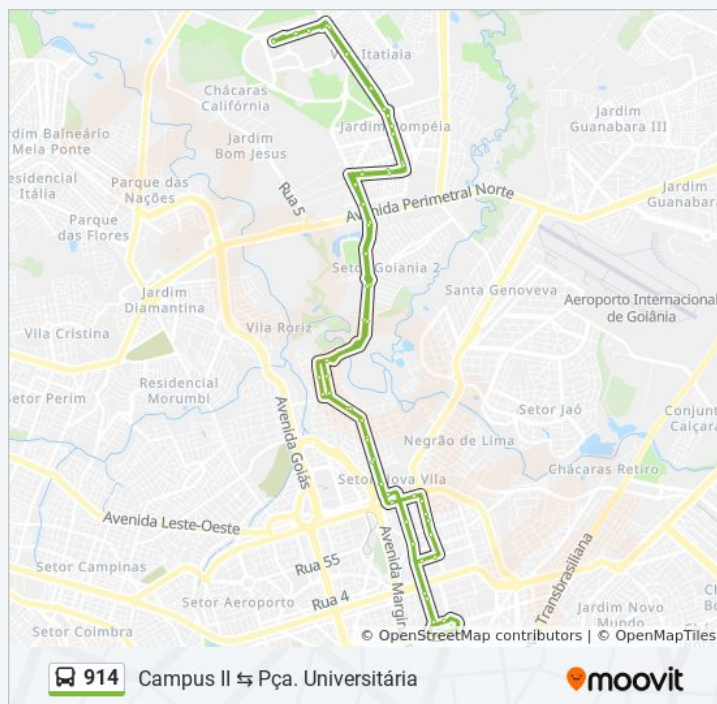 Vila Itatiaia
Chácaras
Califórnia
Jardim
Guanabara III
Jardim Pompéia
Jardim Balneário
Meia Ponte
Jardim
Bom Jesus
Residencial
Itália
Parque das
Nações
Rua 5
Jardim
Guanabara
Avenida Perimetral Norte
Parque
das Flores
Setor Goiania 2
Santa Genoveva
Jardim
Diamantina
Aeroporto Internacional
de Goiânia
Vila Cristina
Vila Roriz
Residencial
Morumbi
Setor Perim
Setor Jaó
Conjunt
Caiçara
Avenida Goiás
Negrão de Lima
Chácaras Retiro
Setor Nova Vila
Avenida Leste-Oeste
Setor Campinas
Avenida Margir
Rua 55
Transbrasiliana
Setor Aeroporto
Rua 4
Jardim Novo
Mundo
Setor Coimbra
© OpenStreetMap contributors | © OpenMapTiles
914 Campus II ⇆ Pça. Universitária
moovit